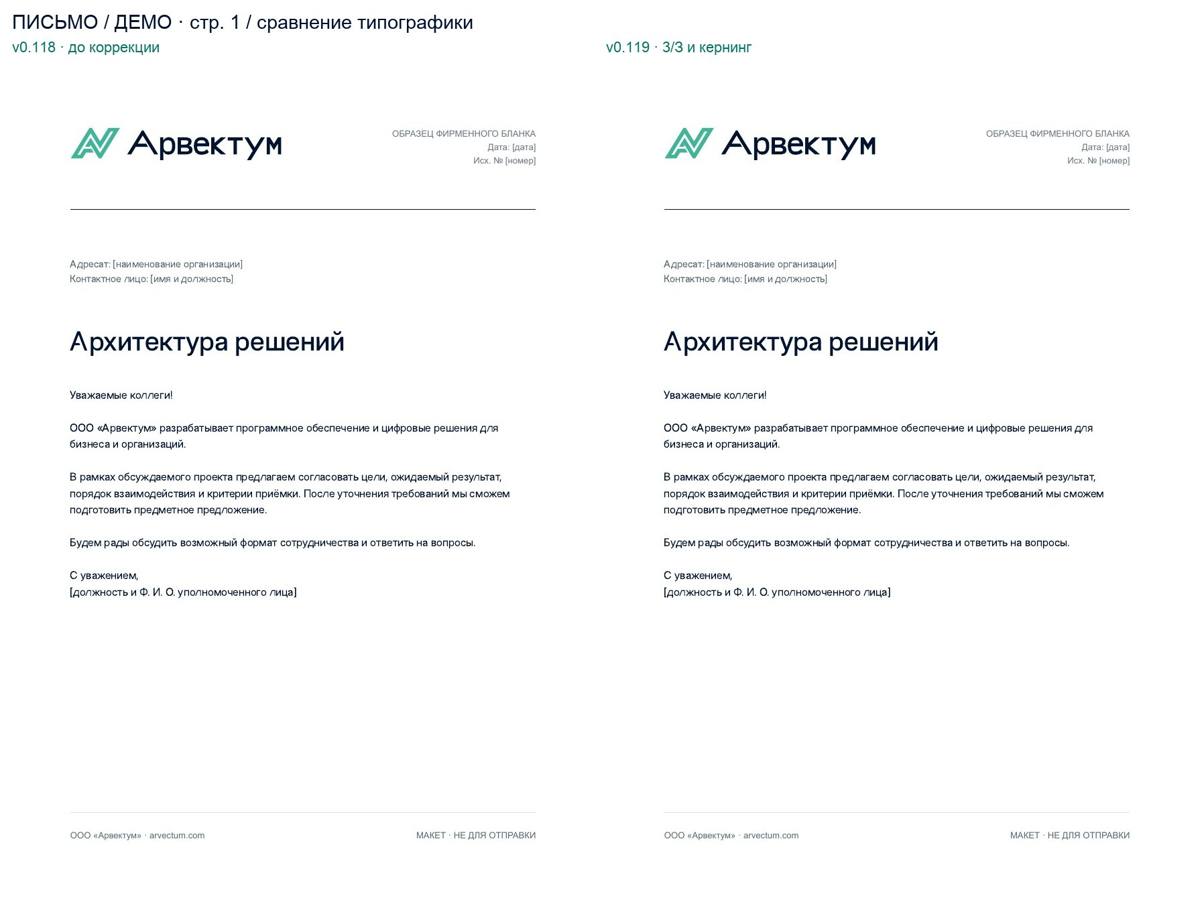 ПИСЬМО / ДЕМО · стр. 1 / сравнение типографики
v0.118 · до коррекции
Арвектум
ОБРАЗЕЦ ФИРМЕННОГО БЛАНКА
Дата: [дата]
Исх. № [номер]
Адресат: [наименование организации]
Контактное лицо: [имя и должность]
Архитектура решений
Уважаемые коллеги!
ООО «Арвектум» разрабатывает программное обеспечение и цифровые решения для
бизнеса и организаций.
В рамках обсуждаемого проекта предлагаем согласовать цели, ожидаемый результат,
порядок взаимодействия и критерии приёмки. После уточнения требований мы сможем
подготовить предметное предложение.
Будем рады обсудить возможный формат сотрудничества и ответить на вопросы.
С уважением,
[должность и Ф. И. О. уполномоченного лица]
ООО «Арвектум» · arvectum.com
МАКЕТ · НЕ ДЛЯ ОТПРАВКИ
v0.119 · З/3 и кернинг
Арвектум
ОБРАЗЕЦ ФИРМЕННОГО БЛАНКА
Дата: [дата]
Исх. № [номер]
Адресат: [наименование организации]
Контактное лицо: [имя и должность]
Архитектура решений
Уважаемые коллеги!
ООО «Арвектум» разрабатывает программное обеспечение и цифровые решения для
бизнеса и организаций.
В рамках обсуждаемого проекта предлагаем согласовать цели, ожидаемый результат,
порядок взаимодействия и критерии приёмки. После уточнения требований мы сможем
подготовить предметное предложение.
Будем рады обсудить возможный формат сотрудничества и ответить на вопросы.
С уважением,
[должность и Ф. И. О. уполномоченного лица]
ООО «Арвектум» · arvectum.com
МАКЕТ · НЕ ДЛЯ ОТПРАВКИ